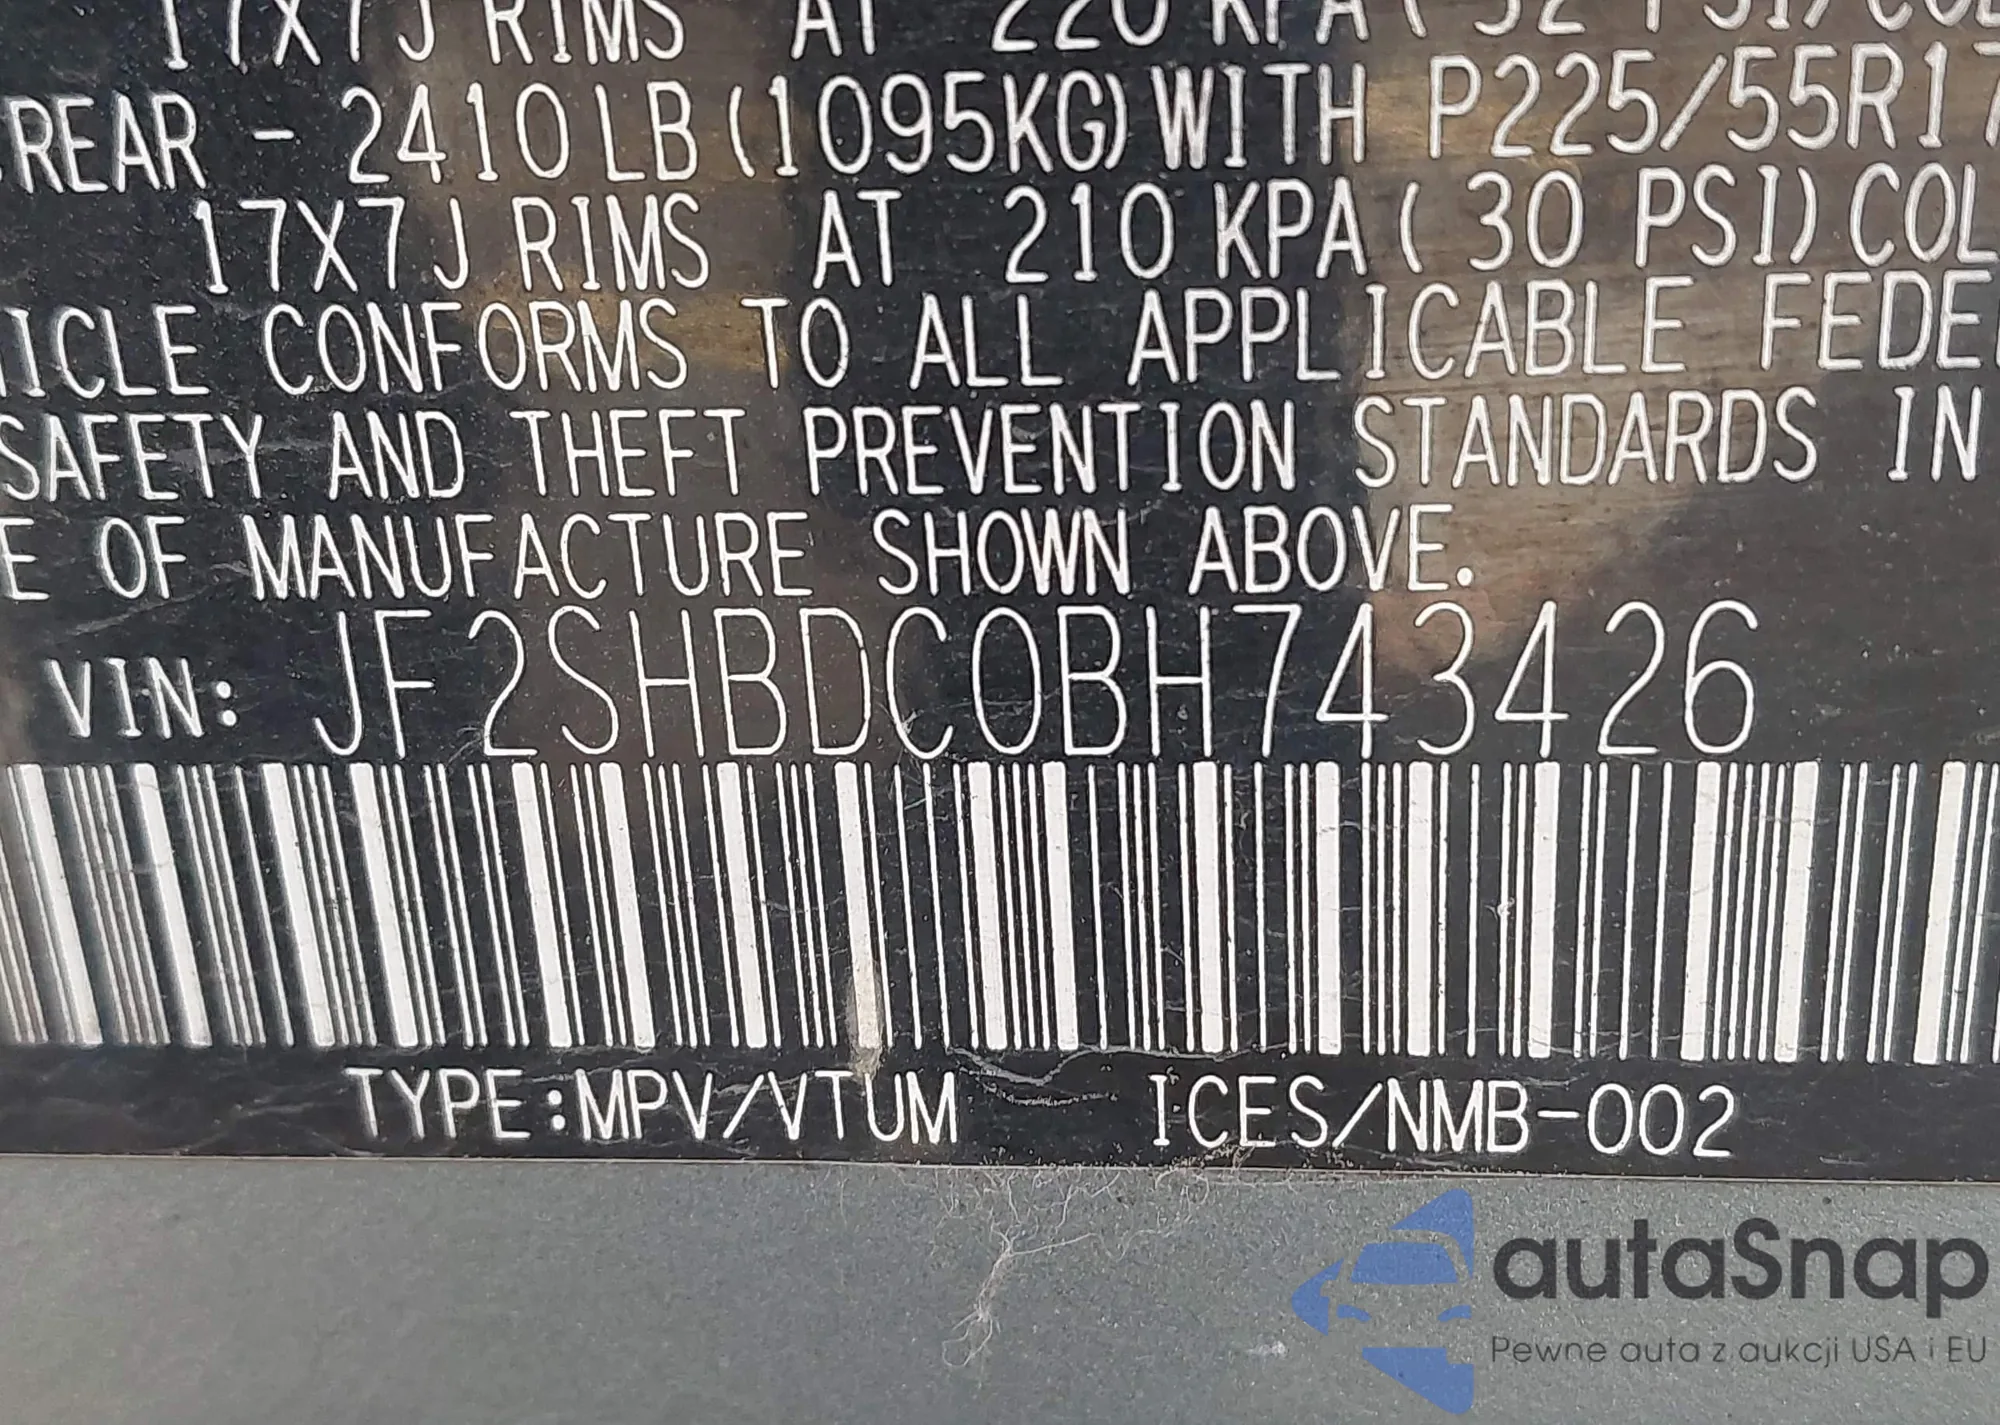 17X7J RIMS AT 220 KPA( 32 PSI)COL
REAR - 2410LB(1095KG)WITH P225/55R17
17X7J RIMS AT 210 KPA( 30 PSI)COL
ICLE CONFORMS TO ALL APPLICABLE FEDE
SAFETY AND THEFT PREVENTION STANDARDS IN
E OF MANUFACTURE SHOWN ABOVE.
VIN: JF2SHBDC0BH743426
TYPE:MPV/VTUM ICES/NMB-002
autaSnap
Pewne auta z aukcji USA i EU